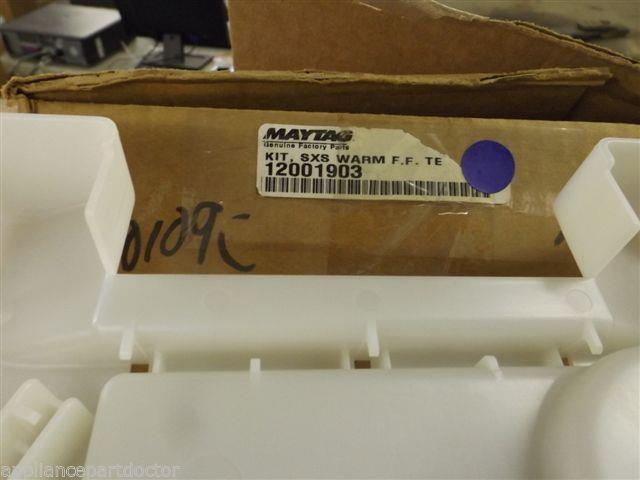 MAYTAG
Genuine Factory Parts
KIT, SXS WARM F.F. TE
12001903
appliancepartdoctor